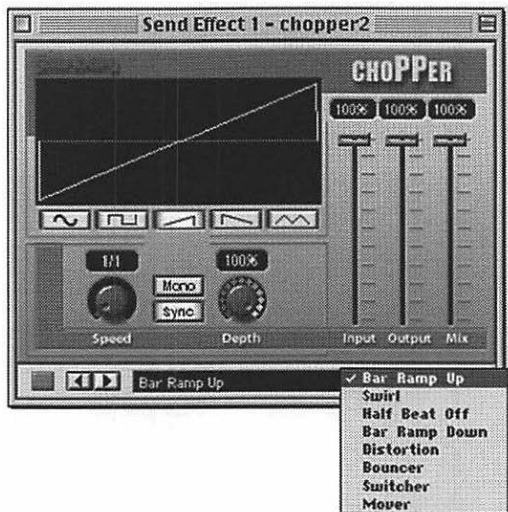 Send Effect 1 - chopper2
CHOPPER
100% 100% 100%
1/1
100%
Mono
Sync
Speed
Depth
Input Output Mix
Bar Ramp Up
✓ Bar Ramp Up
Swirl
Half Beat Off
Bar Ramp Down
Distortion
Bouncer
Switcher
Mover